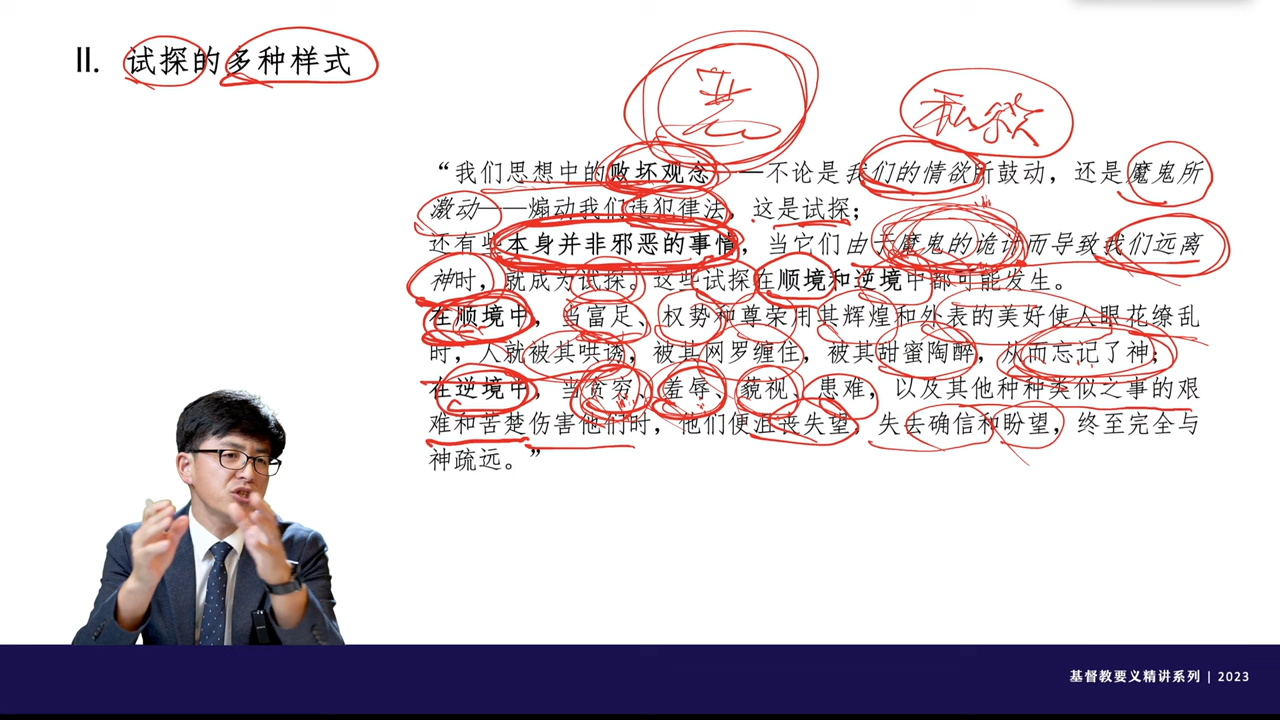 II. 试探的多种样式
恶
私欲
“我们思想中的败坏观念——不论是我们的情欲所鼓动，还是魔鬼所
激动——煽动我们违犯律法，这是试探；
还有些本身并非邪恶的事情，当它们由于魔鬼的诡计而导致我们远离
神时，就成为试探。这些试探在顺境和逆境中都可能发生。
在顺境中，当富足、权势和尊荣用其辉煌和外表的美好使人眼花缭乱
时，人就被其哄诱，被其网罗缠住，被其甜蜜陶醉，从而忘记了神；
在逆境中，当贫穷、羞辱、藐视、患难，以及其他种种类似之事的艰
难和苦楚伤害他们时，他们便沮丧失望，失去确信和盼望，终至完全与
神疏远。”
基督教要义精讲系列 | 2023